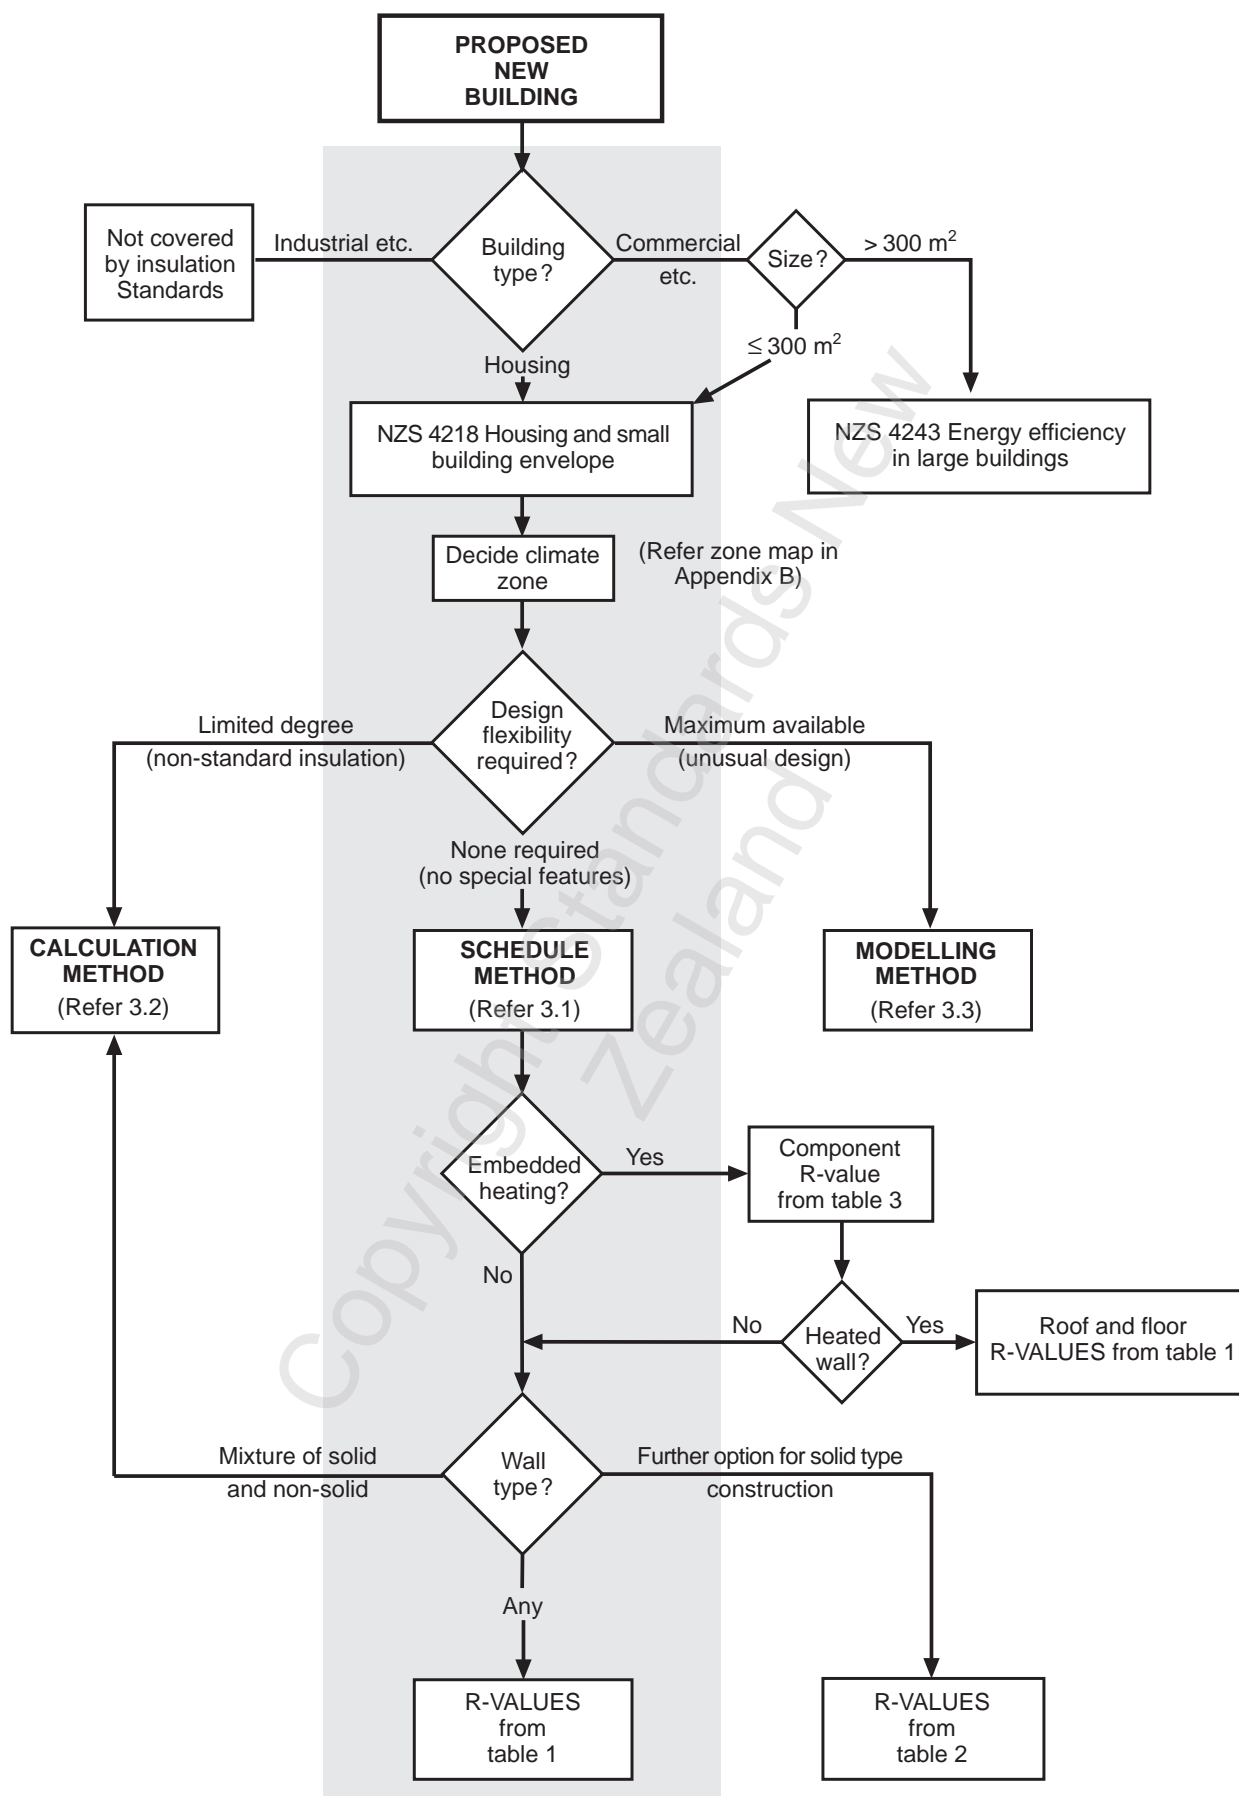 PROPOSED
NEW
BUILDING
Not covered
by insulation
Standards
Industrial etc.
Building
type?
Commercial
etc.
Size?
> 300 m²
≤ 300 m²
Housing
NZS 4218 Housing and small
building envelope
NZS 4243 Energy efficiency
in large buildings
Decide climate
zone
(Refer zone map in
Appendix B)
Limited degree
(non-standard insulation)
Design
flexibility
required?
Maximum available
(unusual design)
None required
(no special features)
CALCULATION
METHOD
(Refer 3.2)
SCHEDULE
METHOD
(Refer 3.1)
MODELLING
METHOD
(Refer 3.3)
Embedded
heating?
Yes
Component
R-value
from table 3
No
No
Heated
wall?
Yes
Roof and floor
R-VALUES from table 1
Mixture of solid
and non-solid
Wall
type?
Further option for solid type
construction
Any
R-VALUES
from
table 1
R-VALUES
from
table 2
Copyright Standards New
Zealand